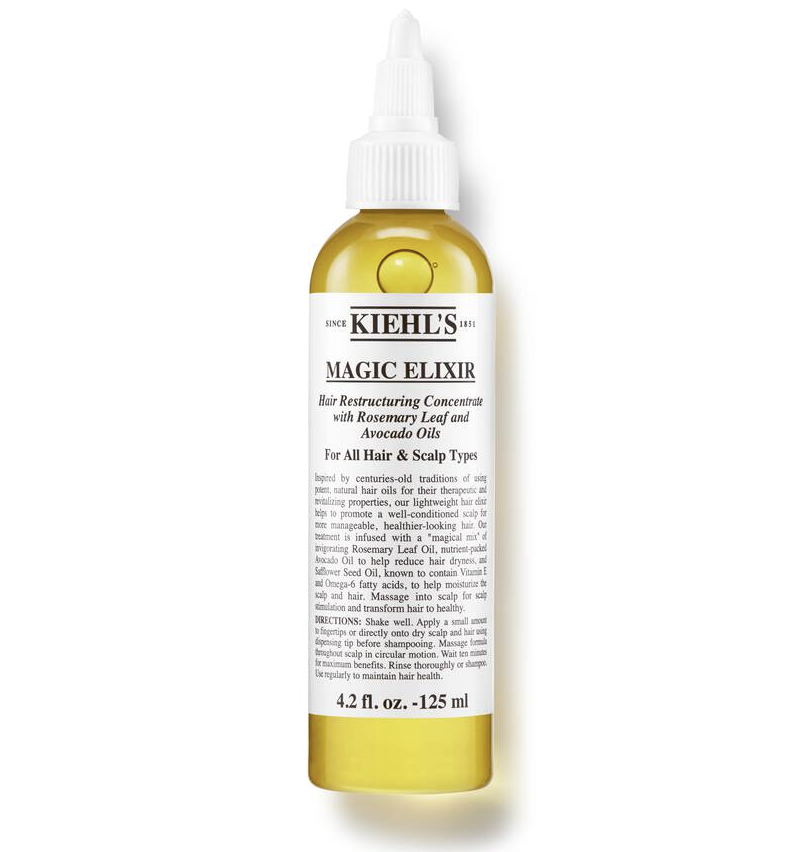 SINCE KIEHL'S 1851
MAGIC ELIXIR
Hair Restructuring Concentrate
with Rosemary Leaf and
Avocado Oils
For All Hair & Scalp Types
Inspired by centuries-old traditions of using
potent, natural hair oils for their therapeutic and
revitalizing properties, our lightweight hair elixir
helps to promote a well-conditioned scalp for
more manageable, healthier-looking hair. Our
treatment is infused with a "magical mix" of
invigorating Rosemary Leaf Oil, nutrient-packed
Avocado Oil to help reduce hair dryness, and
Safflower Seed Oil, known to contain Vitamin E
and Omega-6 fatty acids, to help moisturize the
scalp and hair. Massage into scalp for scalp
stimulation and transform hair to healthy.
DIRECTIONS: Shake well. Apply a small amount
to fingertips or directly onto dry scalp and hair using
dispensing tip before shampooing. Massage formula
throughout scalp in circular motion. Wait ten minutes
for maximum benefits. Rinse thoroughly or shampoo.
Use regularly to maintain hair health.
4.2 fl. oz. -125 ml